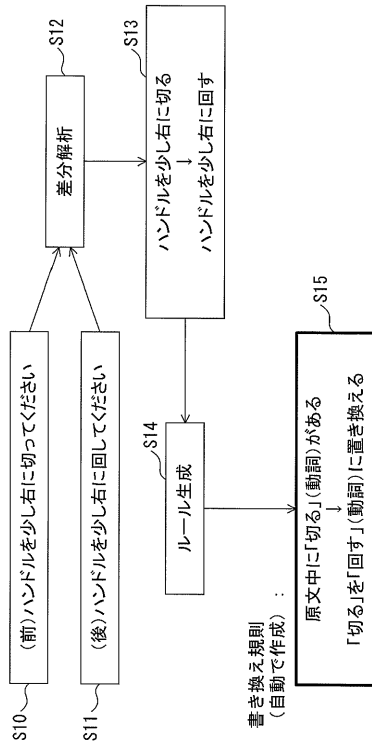 S10
(前)ハンドルを少し右に切ってください
S11
(後)ハンドルを少し右に回してください
S12
差分解析
S13
ハンドルを少し右に切る
↓
ハンドルを少し右に回す
S14
ルール生成
書き換え規則
(自動で作成) :
S15
原文中に「切る」(動詞)がある
↓
「切る」を「回す」(動詞)に置き換える